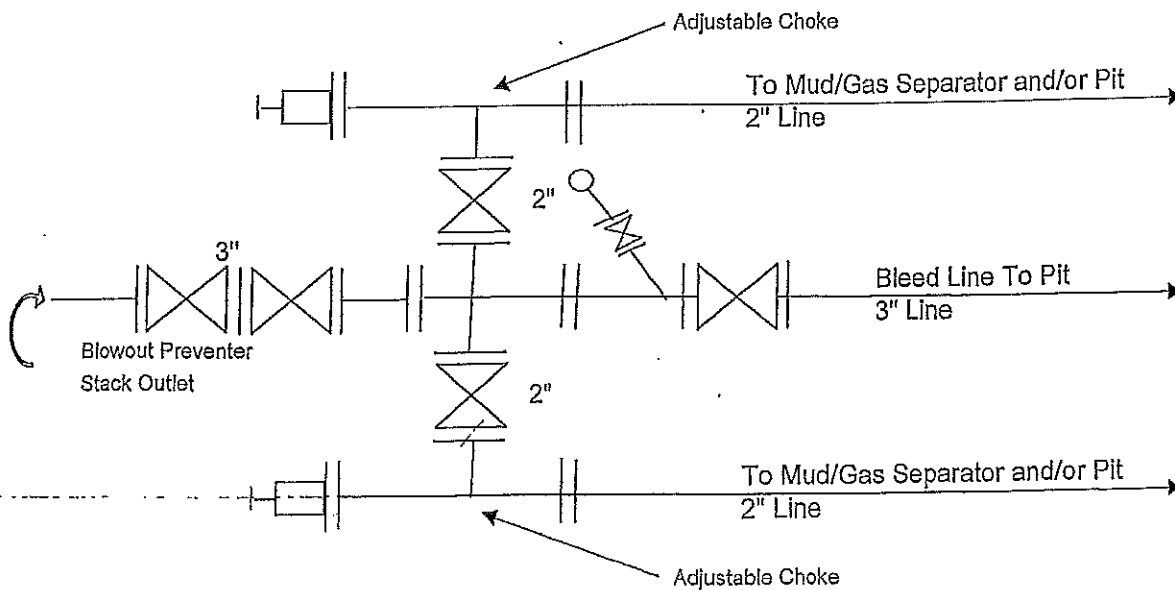 Adjustable Choke
To Mud/Gas Separator and/or Pit
2" Line
2"
3"
Bleed Line To Pit
3" Line
Blowout Preventer
Stack Outlet
2"
To Mud/Gas Separator and/or Pit
2" Line
Adjustable Choke